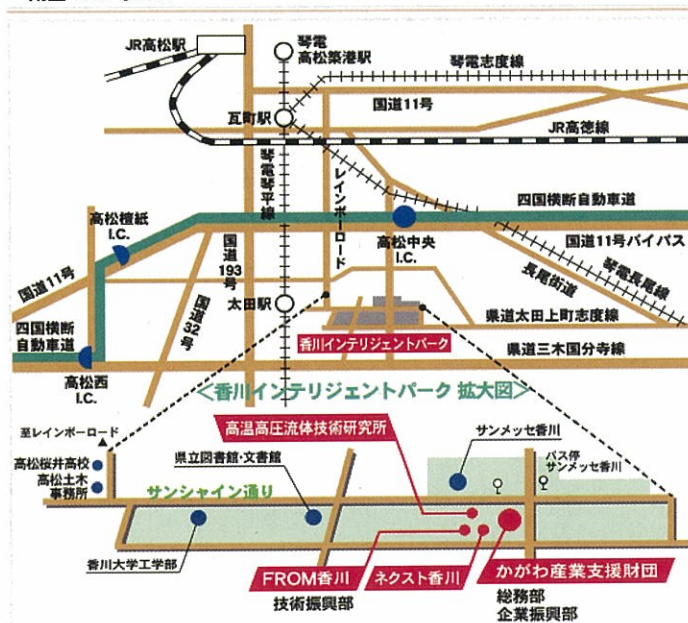 JR高松駅
琴電
高松築港駅
琴電志度線
国道11号
瓦町駅
JR高徳線
琴電琴平線
レインボーロード
四国横断自動車道
高松檀紙
I.C.
高松中央
I.C.
国道11号バイパス
国道
193
号
長尾街道
琴電長尾線
国道11号
国道32号
太田駅
県道太田上町志度線
四国横断
自動車道
香川インテリジェントパーク
県道三木国分寺線
高松西
I.C.
<香川インテリジェントパーク 拡大図>
至レインボーロード
高温高圧流体技術研究所
サンメッセ香川
バス停
サンメッセ香川
高松桜井高校
高松土木
事務所
県立図書館・文書館
サンシャイン通り
香川大学工学部
FROM香川
技術振興部
ネクスト香川
かがわ産業支援財団
総務部
企業振興部